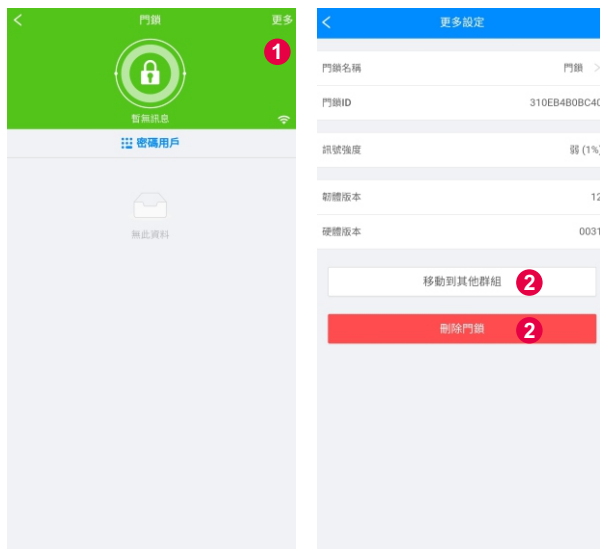 門鎖 更多
1
暫無訊息
密碼用戶
無此資料
更多設定
門鎖名稱 門鎖
門鎖ID 310EB4B0BC40
訊號強度 弱 (1%)
韌體版本 12
硬體版本 0031
移動到其他群組 2
刪除門鎖 2